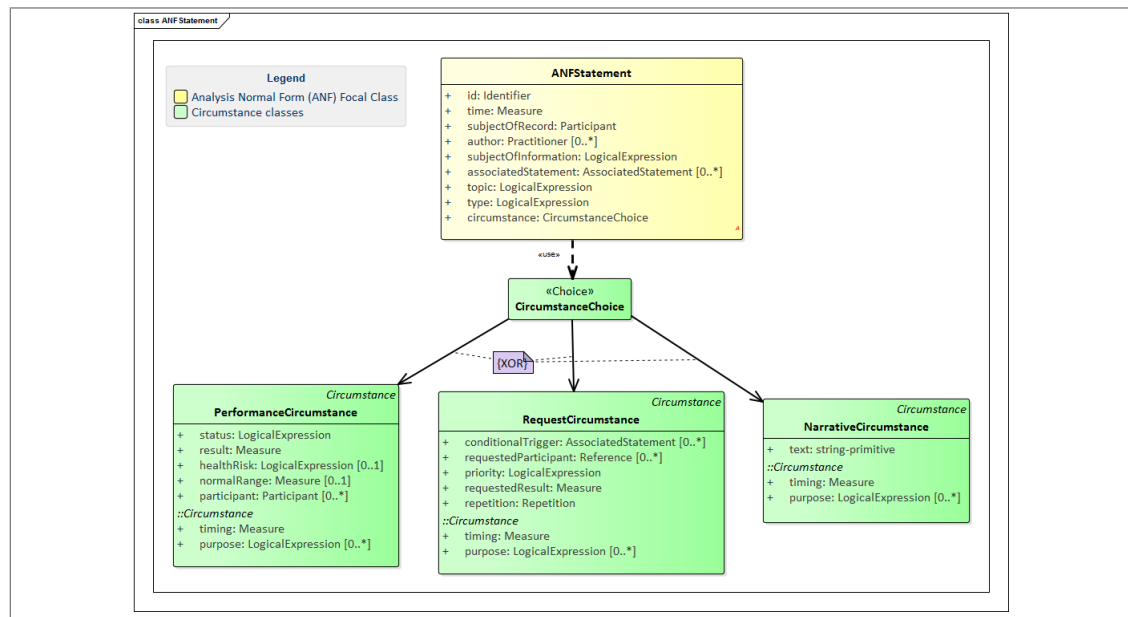 class ANFStatement
Legend
Analysis Normal Form (ANF) Focal Class
Circumstance classes
ANFStatement
+ id: Identifier
+ time: Measure
+ subjectOfRecord: Participant
+ author: Practitioner [0..*]
+ subjectOfInformation: LogicalExpression
+ associatedStatement: AssociatedStatement [0..*]
+ topic: LogicalExpression
+ type: LogicalExpression
+ circumstance: CircumstanceChoice
«use»
«Choice»
CircumstanceChoice
{XOR}
Circumstance
PerformanceCircumstance
+ status: LogicalExpression
+ result: Measure
+ healthRisk: LogicalExpression [0..1]
+ normalRange: Measure [0..1]
+ participant: Participant [0..*]
::Circumstance
+ timing: Measure
+ purpose: LogicalExpression [0..*]
Circumstance
RequestCircumstance
+ conditionalTrigger: AssociatedStatement [0..*]
+ requestedParticipant: Reference [0..*]
+ priority: LogicalExpression
+ requestedResult: Measure
+ repetition: Repetition
::Circumstance
+ timing: Measure
+ purpose: LogicalExpression [0..*]
Circumstance
NarrativeCircumstance
+ text: string-primitive
::Circumstance
+ timing: Measure
+ purpose: LogicalExpression [0..*]